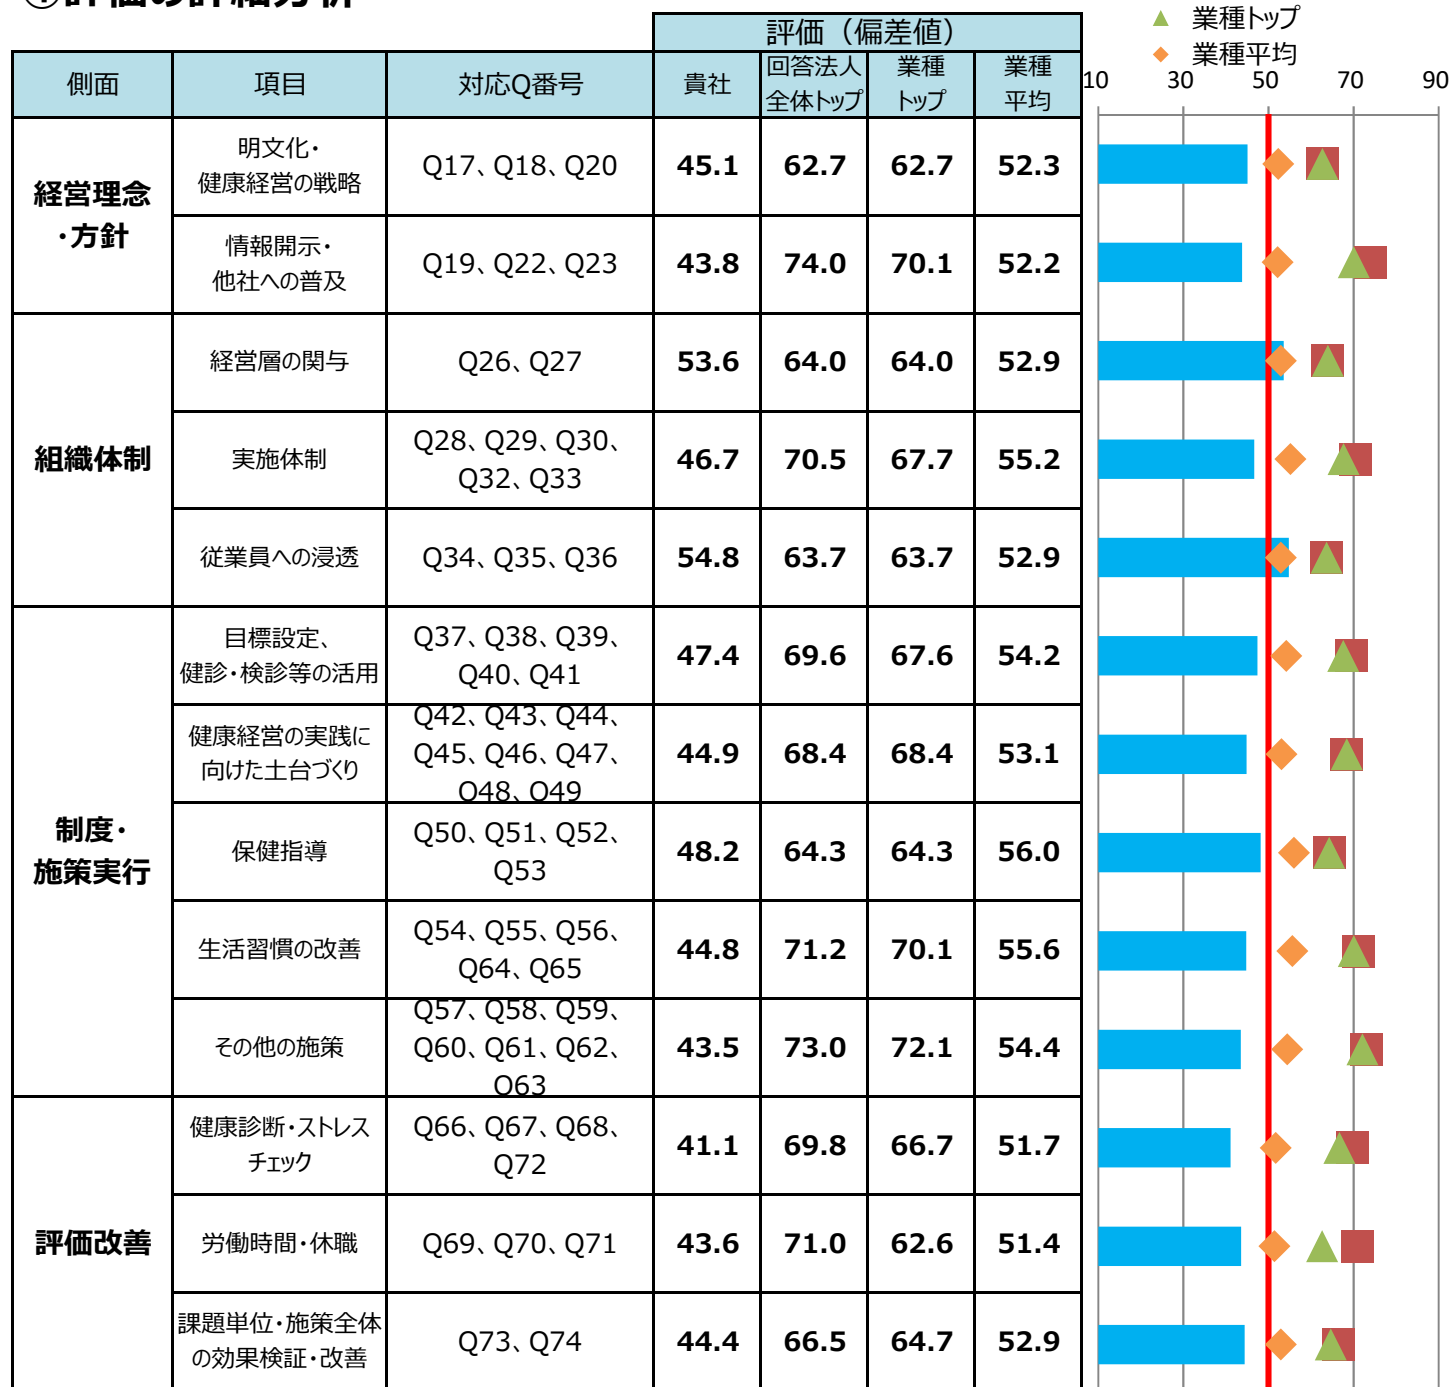 ①評価の詳細分析
業種トップ
業種平均
評価（偏差値）
側面 項目 対応Q番号 貴社 回答法人 業種 業種
全体トップ トップ 平均
10 30 50 70 90
経営理念
・方針
明文化・
健康経営の戦略
Q17、Q18、Q20 45.1 62.7 62.7 52.3
情報開示・
他社への普及
Q19、Q22、Q23 43.8 74.0 70.1 52.2
組織体制
経営層の関与 Q26、Q27 53.6 64.0 64.0 52.9
実施体制
Q28、Q29、Q30、
Q32、Q33
46.7 70.5 67.7 55.2
従業員への浸透 Q34、Q35、Q36 54.8 63.7 63.7 52.9
制度・
施策実行
目標設定、
健診・検診等の活用
Q37、Q38、Q39、
Q40、Q41
47.4 69.6 67.6 54.2
健康経営の実践に
向けた土台づくり
Q42、Q43、Q44、
Q45、Q46、Q47、
Q48、Q49
44.9 68.4 68.4 53.1
保健指導
Q50、Q51、Q52、
Q53
48.2 64.3 64.3 56.0
生活習慣の改善
Q54、Q55、Q56、
Q64、Q65
44.8 71.2 70.1 55.6
その他の施策
Q57、Q58、Q59、
Q60、Q61、Q62、
Q63
43.5 73.0 72.1 54.4
評価改善
健康診断・ストレス
チェック
Q66、Q67、Q68、
Q72
41.1 69.8 66.7 51.7
労働時間・休職 Q69、Q70、Q71 43.6 71.0 62.6 51.4
課題単位・施策全体
の効果検証・改善
Q73、Q74 44.4 66.5 64.7 52.9